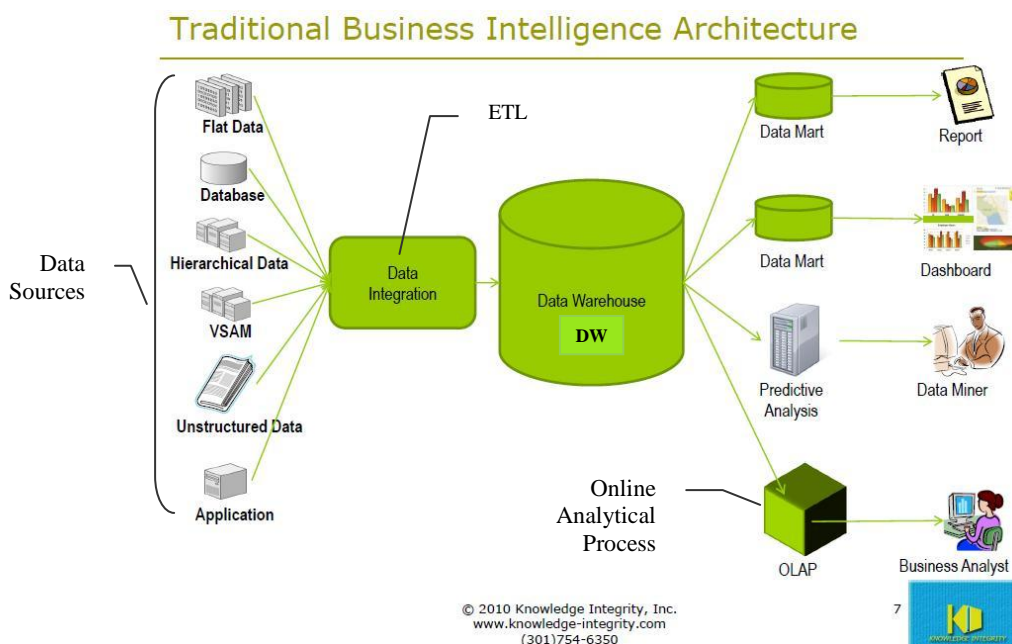 Traditional Business Intelligence Architecture
Data
Sources
Flat Data
Database
Hierarchical Data
VSAM
Unstructured Data
Application
ETL
Data
Integration
Data Warehouse
DW
Data Mart
Report
Data Mart
Dashboard
Predictive
Analysis
Data Miner
Online
Analytical
Process
OLAP
Business Analyst
© 2010 Knowledge Integrity, Inc.
www.knowledge-integrity.com
(301)754-6350
7
KNOWLEDGE INTEGRITY